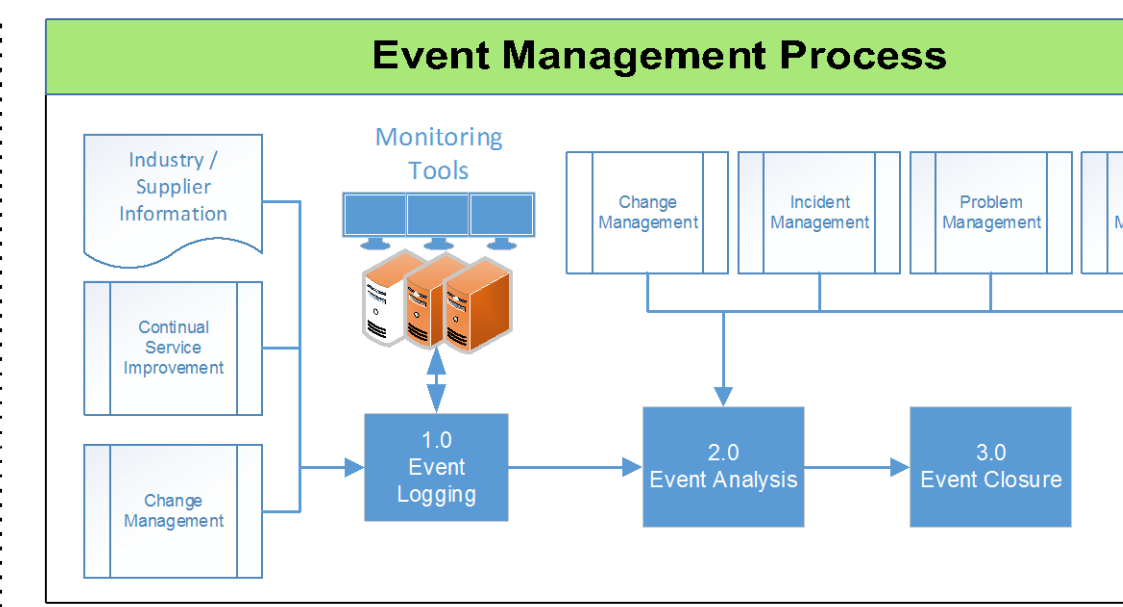 Event Management Process
Industry /
Supplier
Information
Monitoring
Tools
Change
Management
Incident
Management
Problem
Management
Continual
Service
Improvement
Change
Management
1.0
Event
Logging
2.0
Event Analysis
3.0
Event Closure